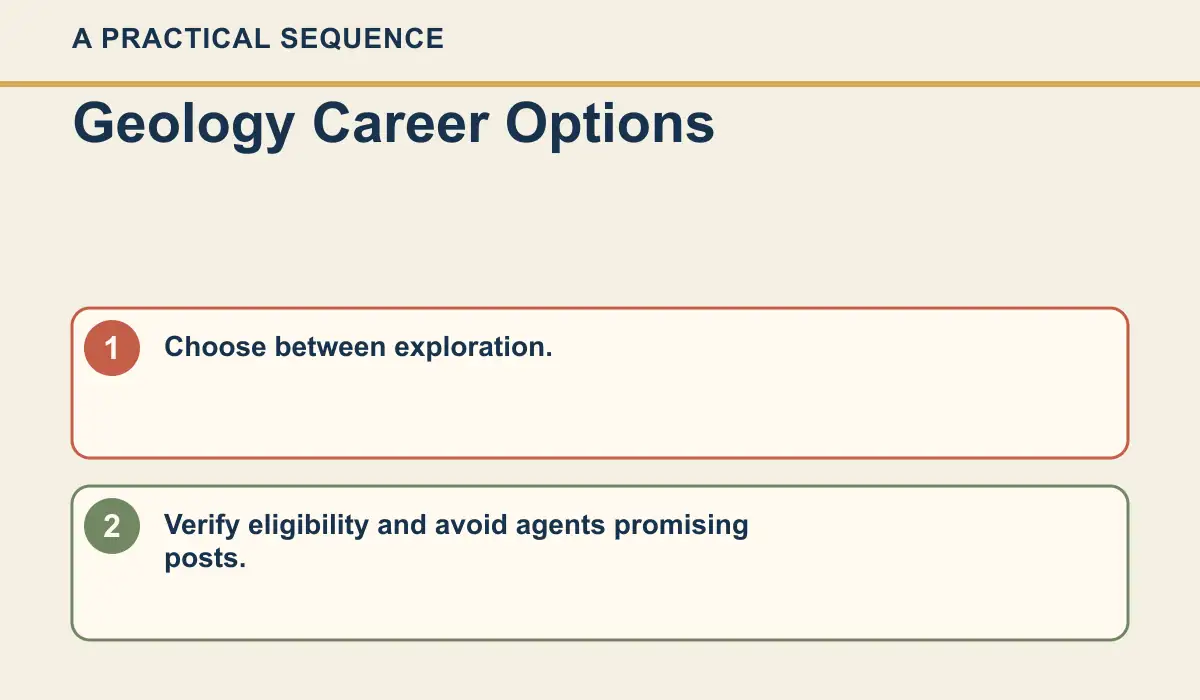 A PRACTICAL SEQUENCE
Geology Career Options
1
Choose between exploration.
2
Verify eligibility and avoid agents promising
posts.